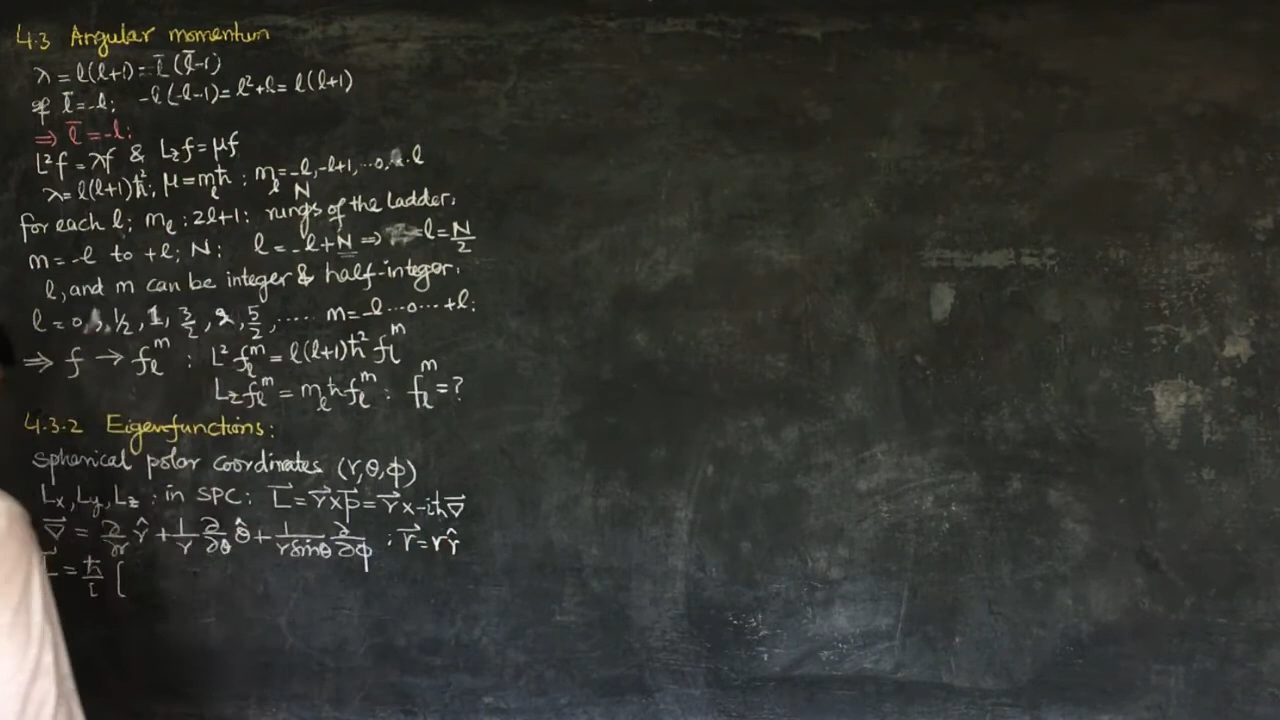 4.3 Angular momentum
λ = l(l+1) = l̄(l̄-1)
if l̄ = -l; -l(-l-1) = l²+l = l(l+1)
⇒ l̄ = -l:
L²f = λf & L_z f = μf
λ = l(l+1)ħ²; μ = m_l ħ : m_l = -l, -l+1, ...0, ... l
N
for each l; m_l : 2l+1 : rungs of the ladder.
m = -l to +l; N: l = -l+N ⇒ l = N/2
l, and m can be integer & half-integer.
l = 0, 1/2, 1, 3/2, 2, 5/2, ..... m = -l ...0... +l:
⇒ f → f_l^m : L² f_l^m = l(l+1)ħ² f_l^m
L_z f_l^m = m_l ħ f_l^m : f_l^m = ?
4.3.2 Eigenfunctions:
Spherical polar coordinates (r, θ, φ)
L_x, L_y, L_z : in SPC: L⃗ = r⃗ × p⃗ = r⃗ × -iħ∇⃗
∇⃗ = ∂/∂r r̂ + 1/r ∂/∂θ θ̂ + 1/(r sinθ) ∂/∂φ ; r⃗ = r r̂
L⃗ = ħ/i [